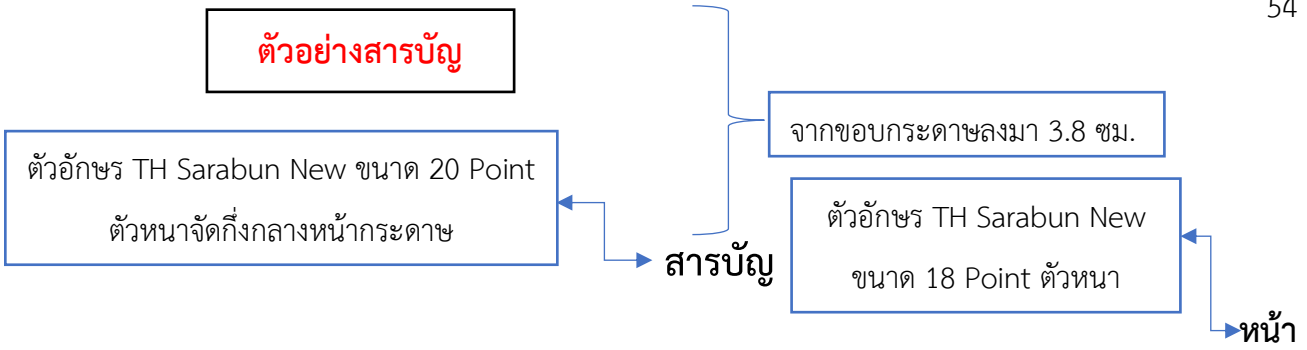 54
ตัวอย่างสารบัญ
จากขอบกระดาษลงมา 3.8 ซม.
ตัวอักษร TH Sarabun New ขนาด 20 Point
ตัวหนาจัดกึ่งกลางหน้ากระดาษ
ตัวอักษร TH Sarabun New
ขนาด 18 Point ตัวหนา
สารบัญ
หน้า